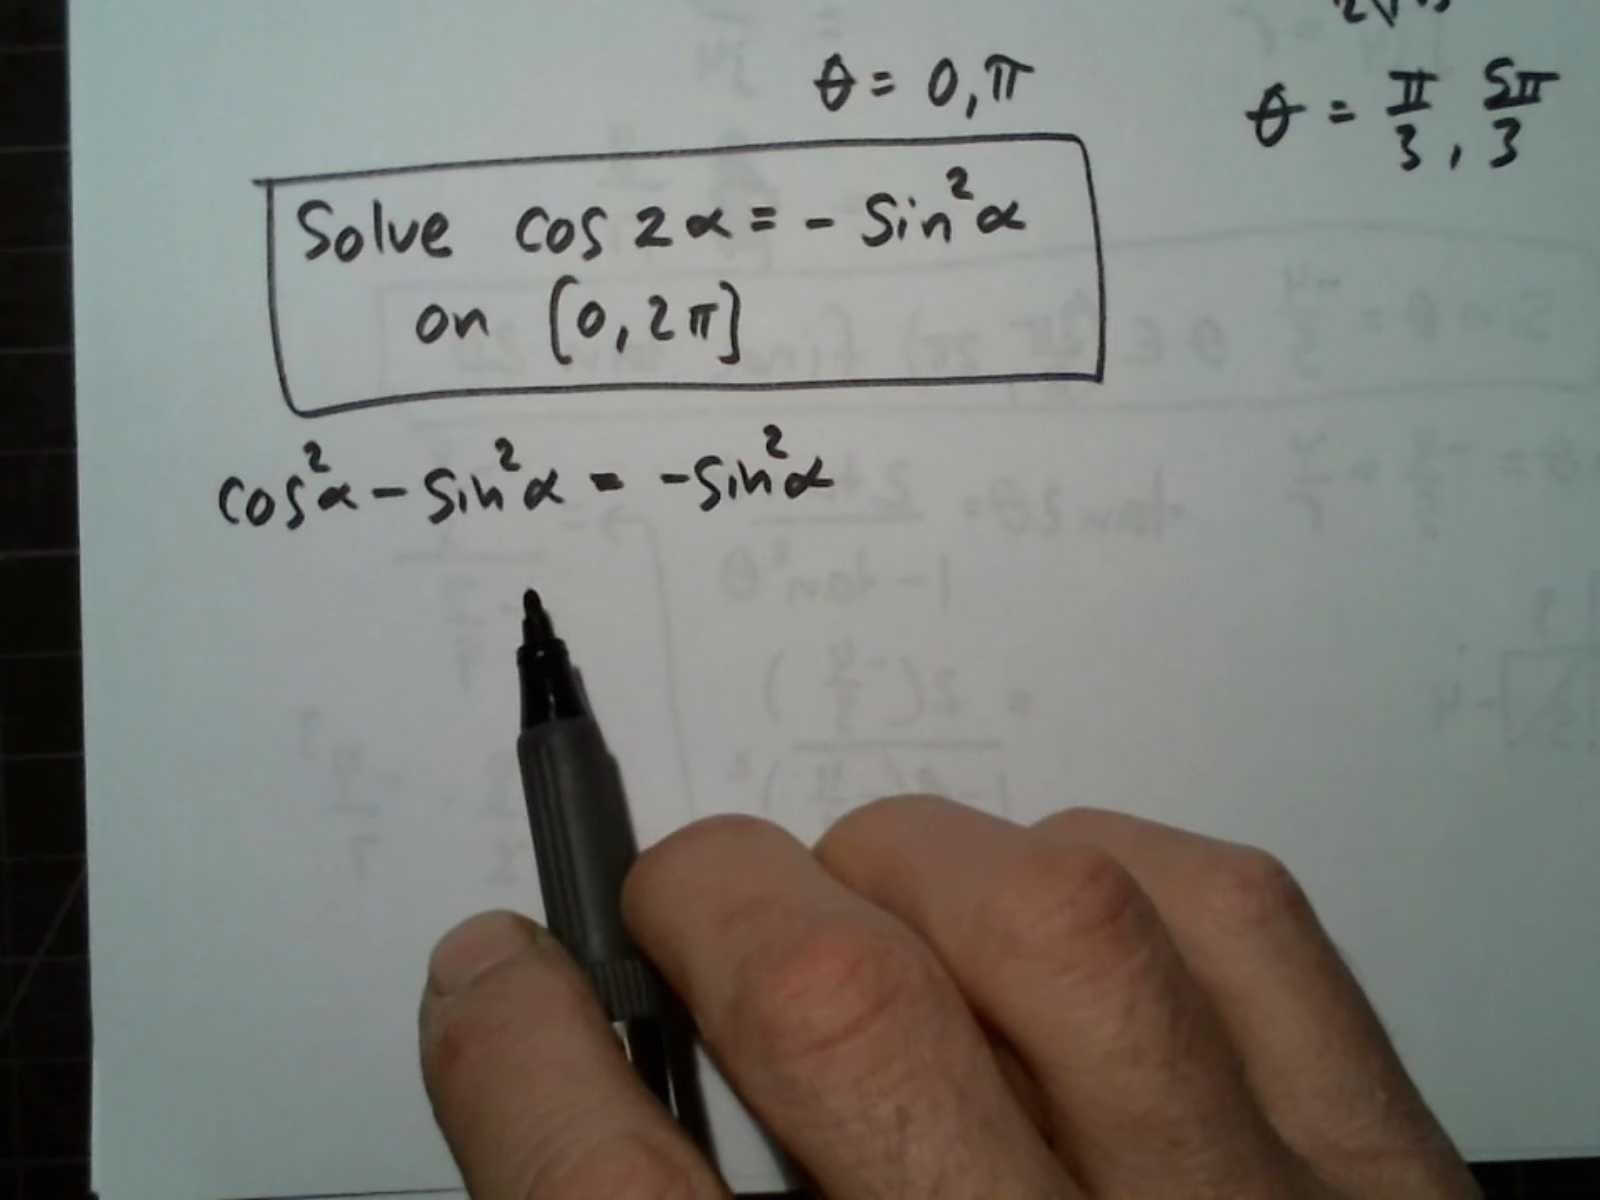 θ = 0, π
θ = π/3, 5π/3
Solve cos 2α = - Sin²α
on [0, 2π]
cos²α - Sin²α = -Sin²α